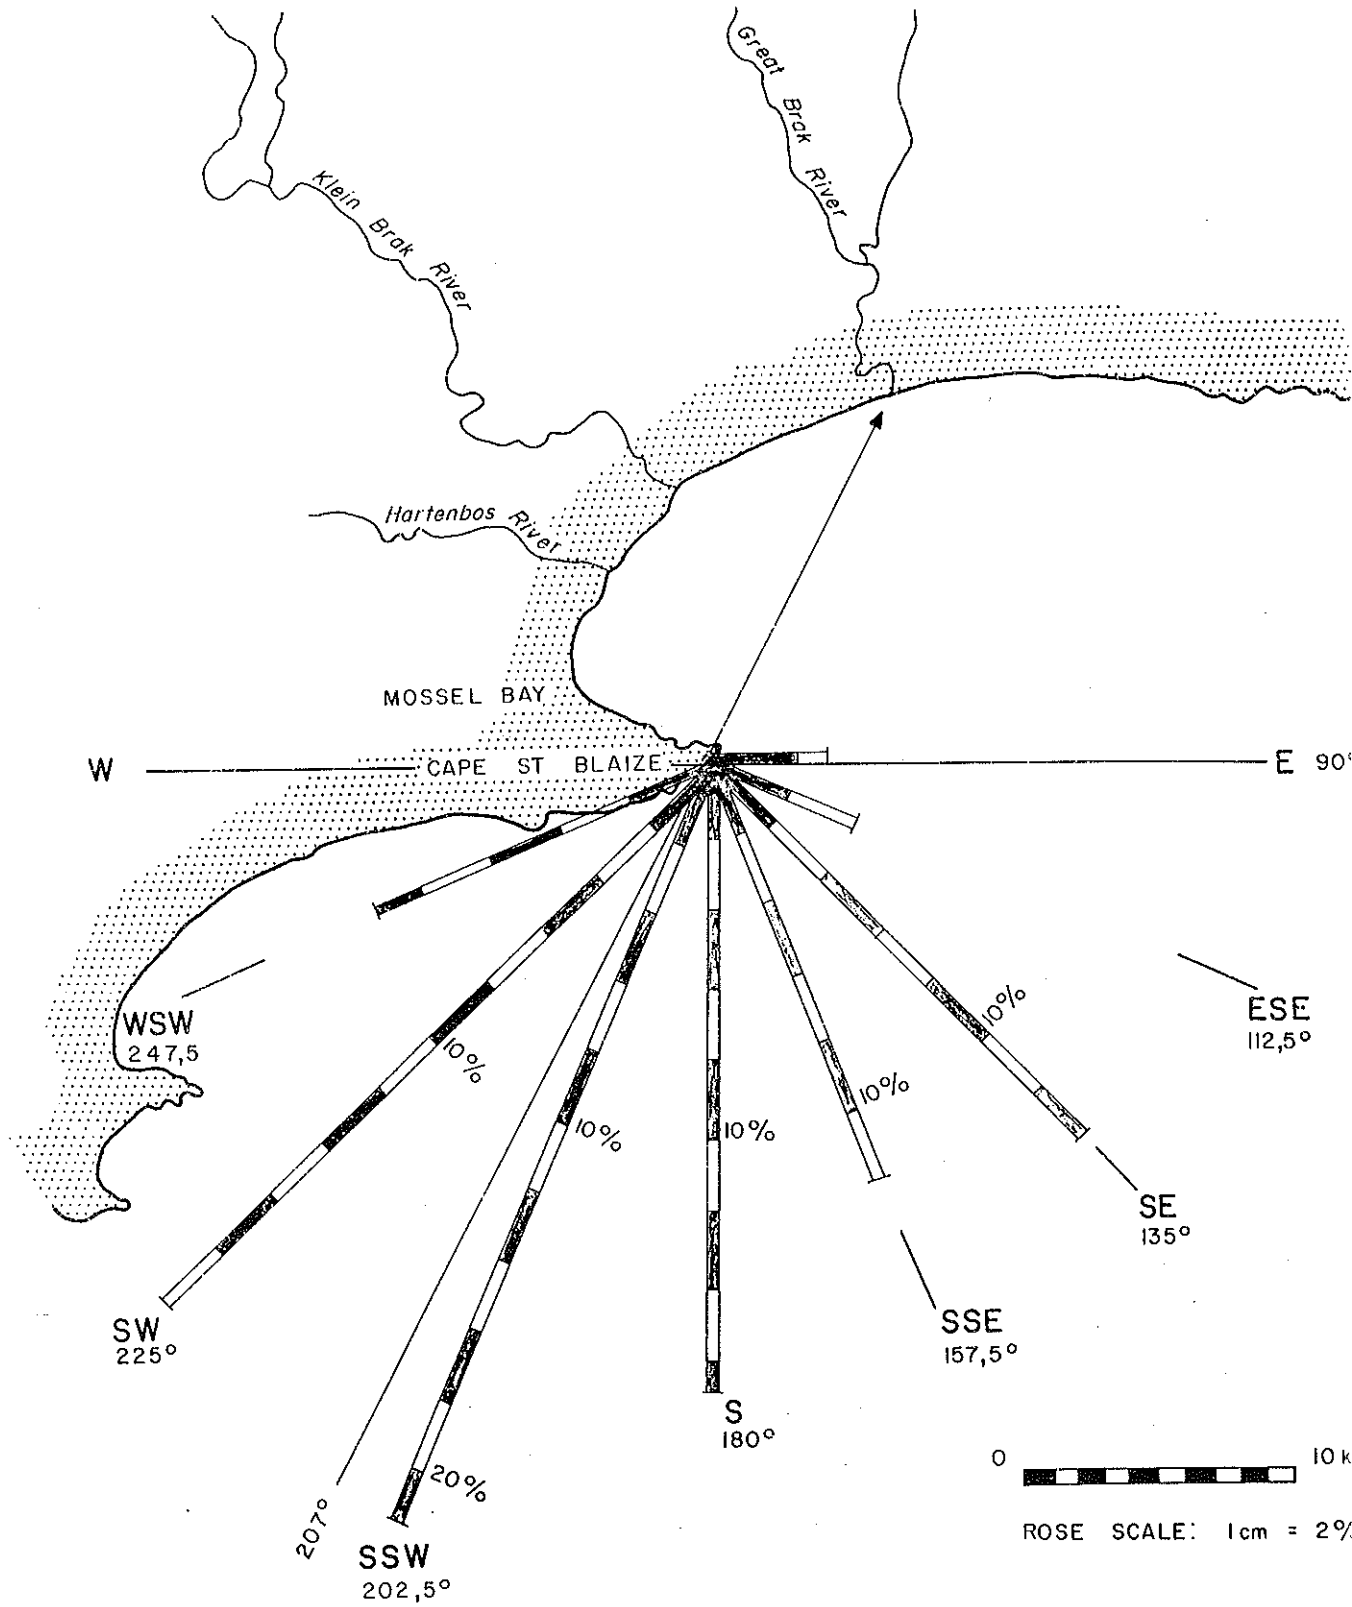 Great Brak River
Klein Brak River
Hartenbos River
MOSSEL BAY
W
CAPE ST BLAIZE
E 90°
WSW
247,5
10%
10%
10%
10%
10%
ESE
112,5°
SE
135°
SSE
157,5°
SW
225°
S
180°
20%
207°
SSW
202,5°
0 10 k
ROSE SCALE: 1cm = 2%